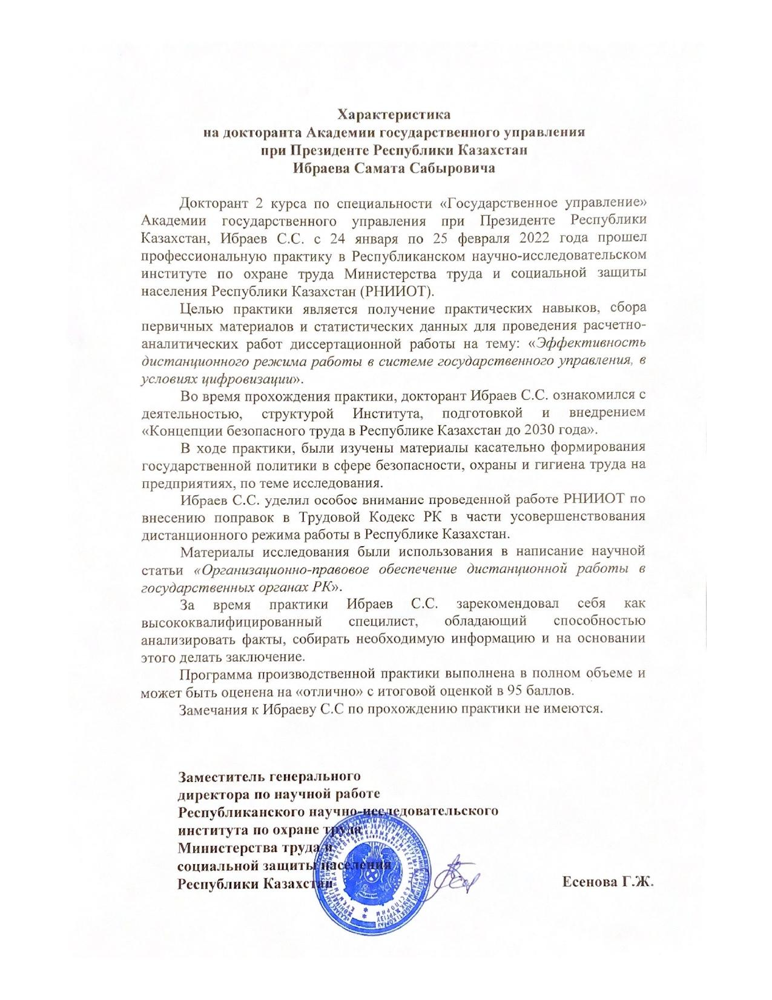 Характеристика
на докторанта Академии государственного управления
при Президенте Республики Казахстан
Ибраева Самата Сабыровича
Докторант 2 курса по специальности «Государственное управление»
Академии государственного управления при Президенте Республики
Казахстан, Ибраев С.С. с 24 января по 25 февраля 2022 года прошел
профессиональную практику в Республиканском научно-исследовательском
институте по охране труда Министерства труда и социальной защиты
населения Республики Казахстан (РНИИОТ).
Целью практики является получение практических навыков, сбора
первичных материалов и статистических данных для проведения расчетно-
аналитических работ диссертационной работы на тему: «Эффективность
дистанционного режима работы в системе государственного управления, в
условиях цифровизации».
Во время прохождения практики, докторант Ибраев С.С. ознакомился с
деятельностью, структурой Института, подготовкой и внедрением
«Концепции безопасного труда в Республике Казахстан до 2030 года».
В ходе практики, были изучены материалы касательно формирования
государственной политики в сфере безопасности, охраны и гигиена труда на
предприятиях, по теме исследования.
Ибраев С.С. уделил особое внимание проведенной работе РНИИОТ по
внесению поправок в Трудовой Кодекс РК в части усовершенствования
дистанционного режима работы в Республике Казахстан.
Материалы исследования были использования в написание научной
статьи «Организационно-правовое обеспечение дистанционной работы в
государственных органах РК».
За время практики Ибраев С.С. зарекомендовал себя как
высококвалифицированный специлист, обладающий способностью
анализировать факты, собирать необходимую информацию и на основании
этого делать заключение.
Программа производственной практики выполнена в полном объеме и
может быть оценена на «отлично» с итоговой оценкой в 95 баллов.
Замечания к Ибраеву С.С по прохождению практики не имеются.
Заместитель генерального
директора по научной работе
Республиканского научно-исследовательского
института по охране труда
Министерства труда и
социальной защиты населения
Республики Казахстан
Есенова Г.Ж.